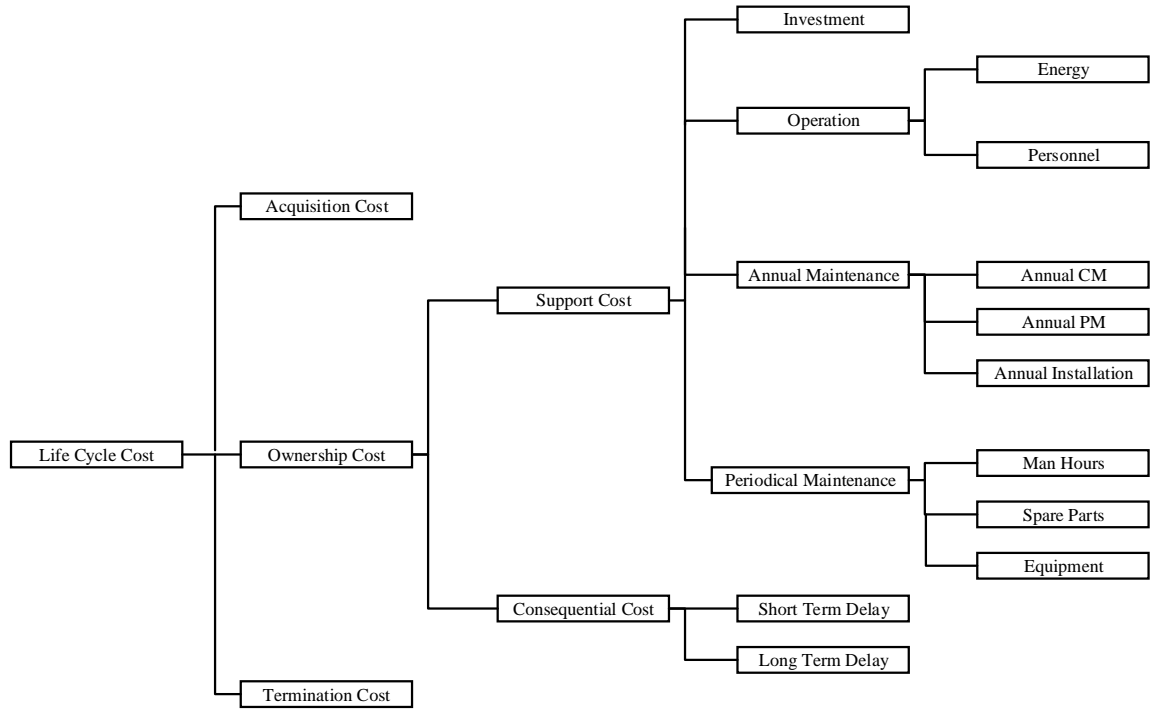 Investment
Energy
Operation
Personnel
Acquisition Cost
Annual Maintenance
Annual CM
Support Cost
Annual PM
Annual Installation
Life Cycle Cost
Ownership Cost
Man Hours
Periodical Maintenance
Spare Parts
Equipment
Consequential Cost
Short Term Delay
Long Term Delay
Termination Cost